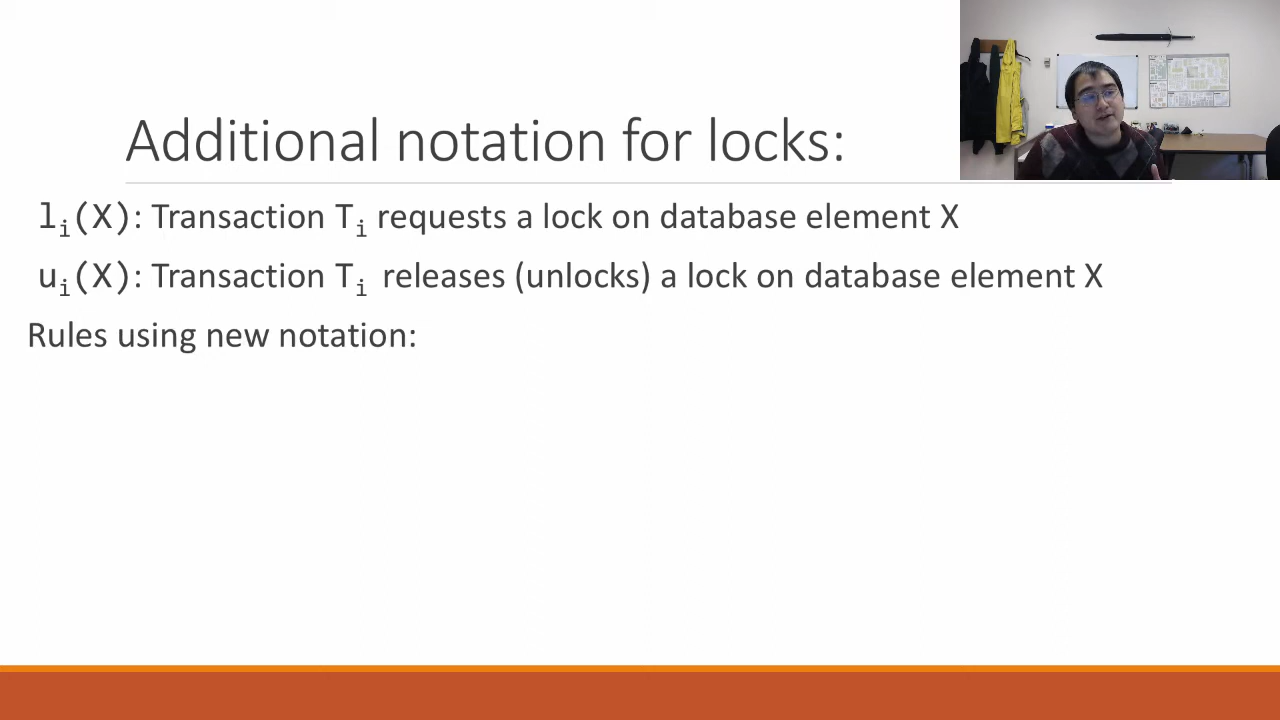 Additional notation for locks:
lᵢ(X): Transaction Tᵢ requests a lock on database element X
uᵢ(X): Transaction Tᵢ releases (unlocks) a lock on database element X
Rules using new notation: